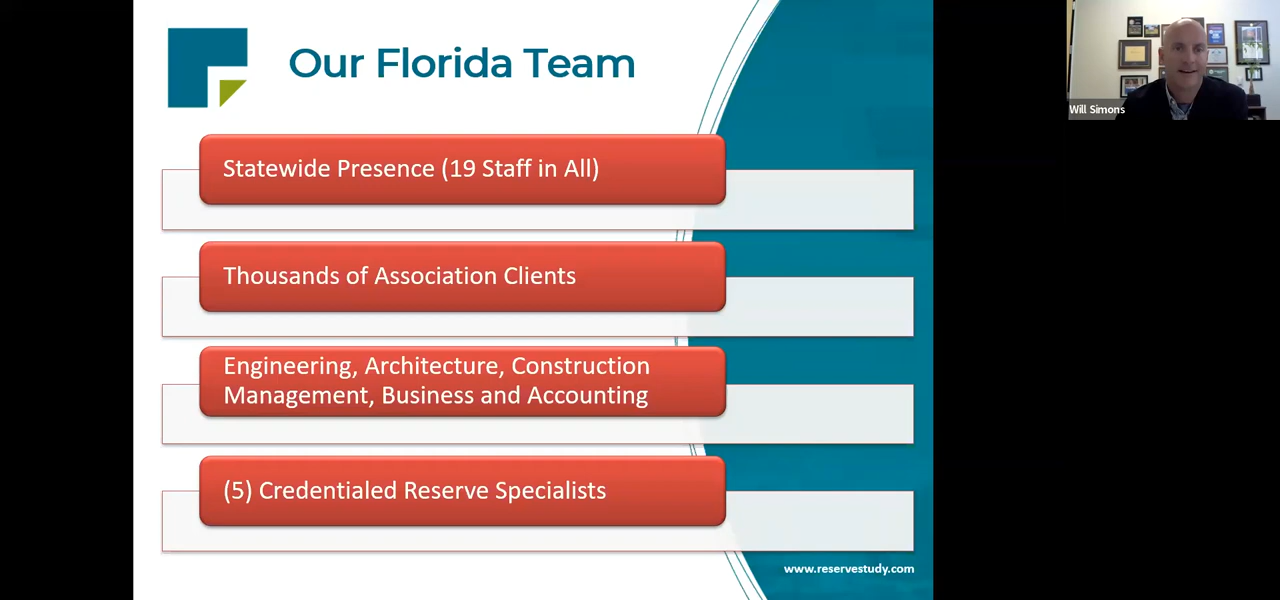 Our Florida Team
Will Simons
Statewide Presence (19 Staff in All)
Thousands of Association Clients
Engineering, Architecture, Construction
Management, Business and Accounting
(5) Credentialed Reserve Specialists
www.reservestudy.com